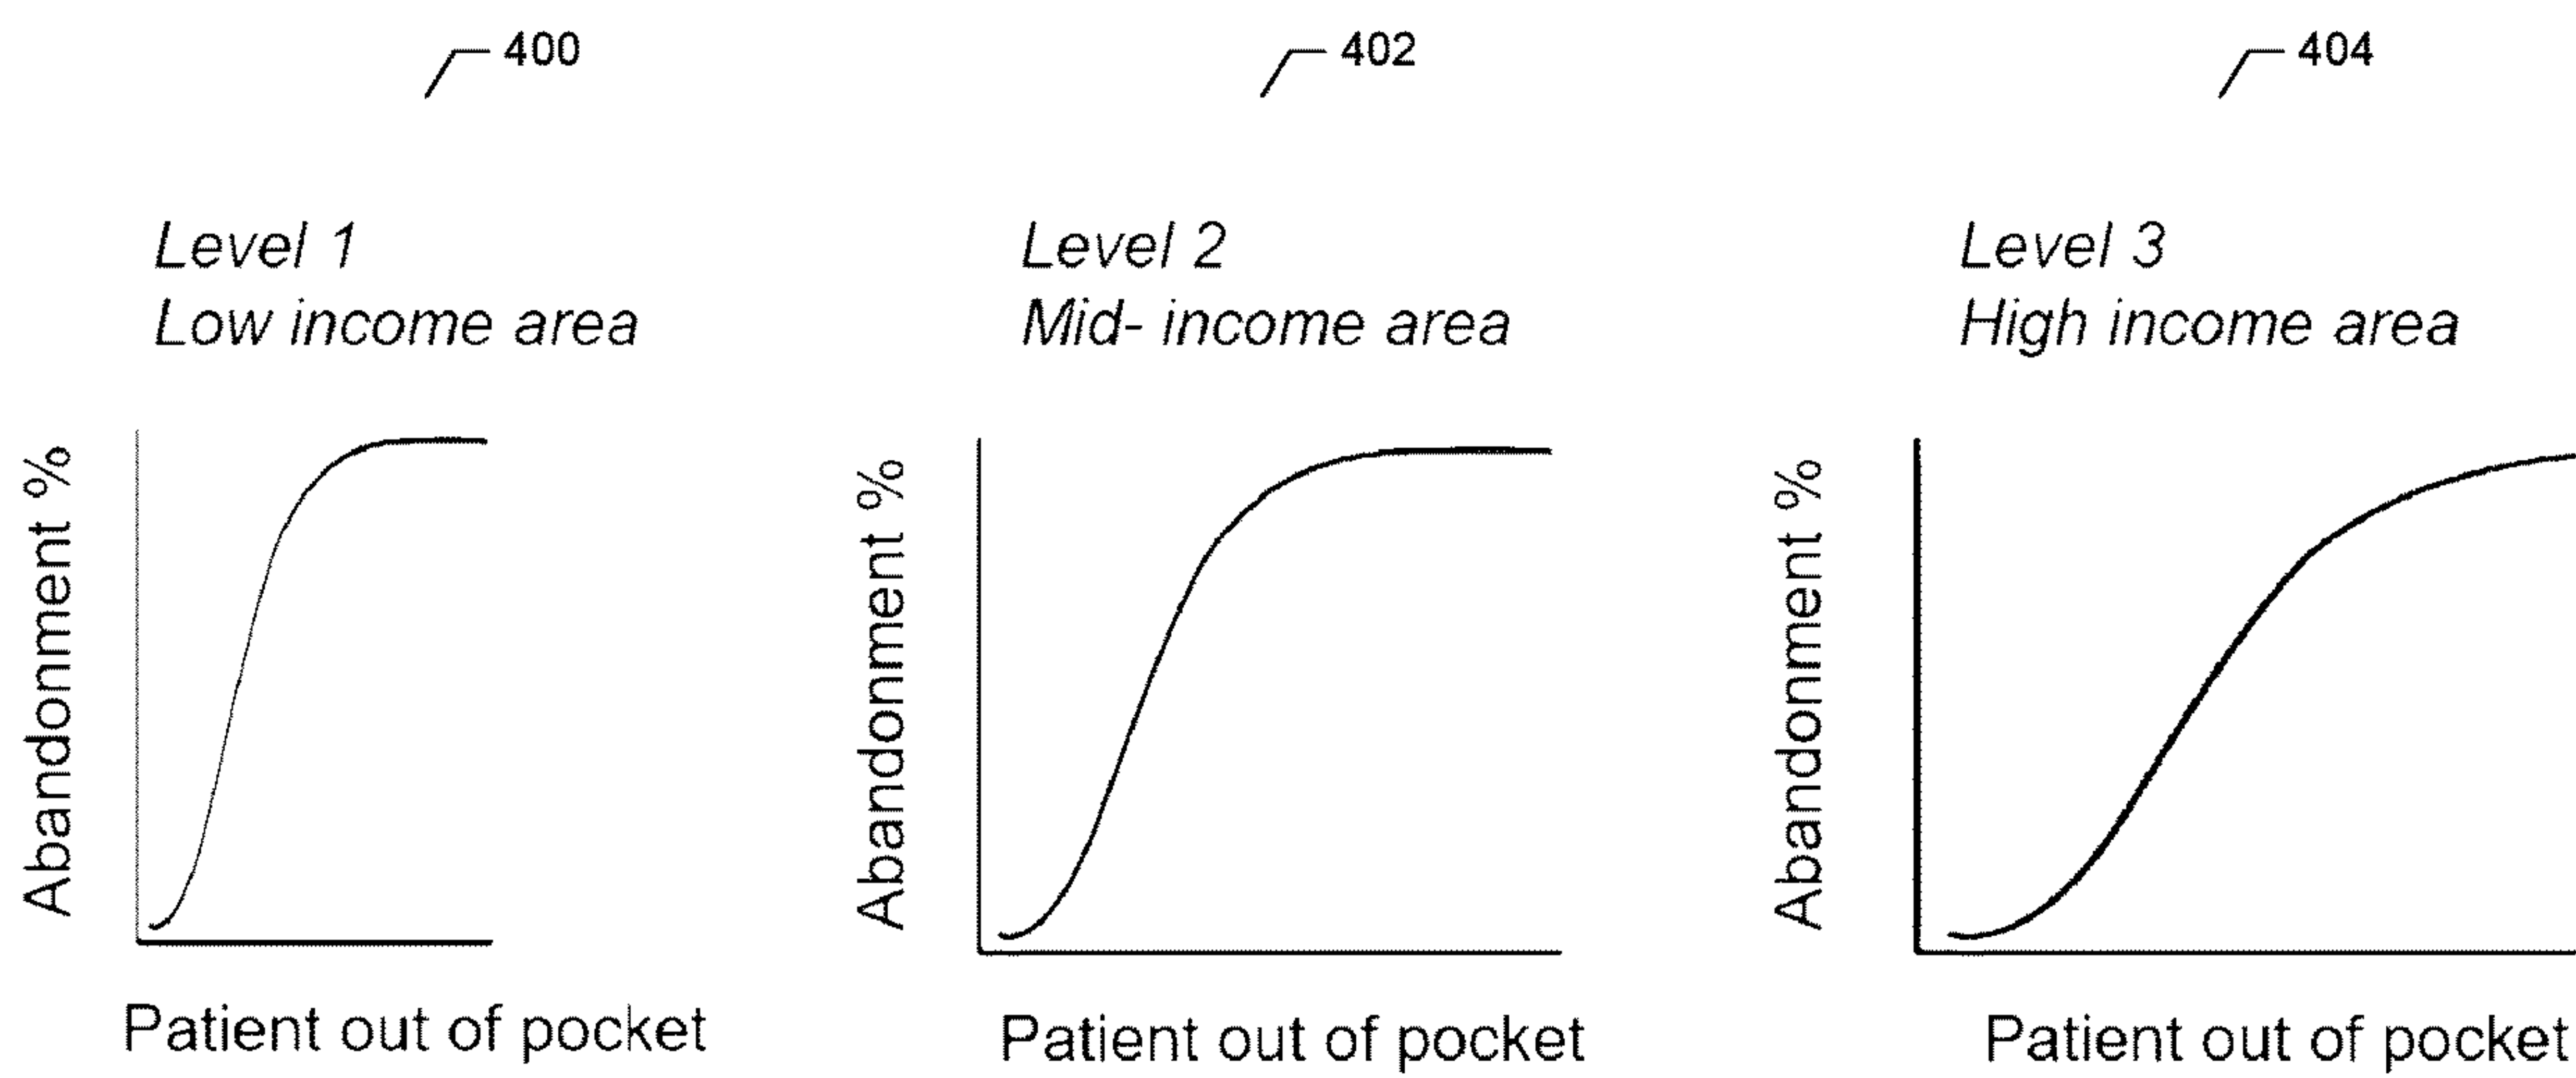 400
402
404
Level 1
Low income area
Level 2
Mid- income area
Level 3
High income area
Abandonment %
Abandonment %
Abandonment %
Patient out of pocket
Patient out of pocket
Patient out of pocket